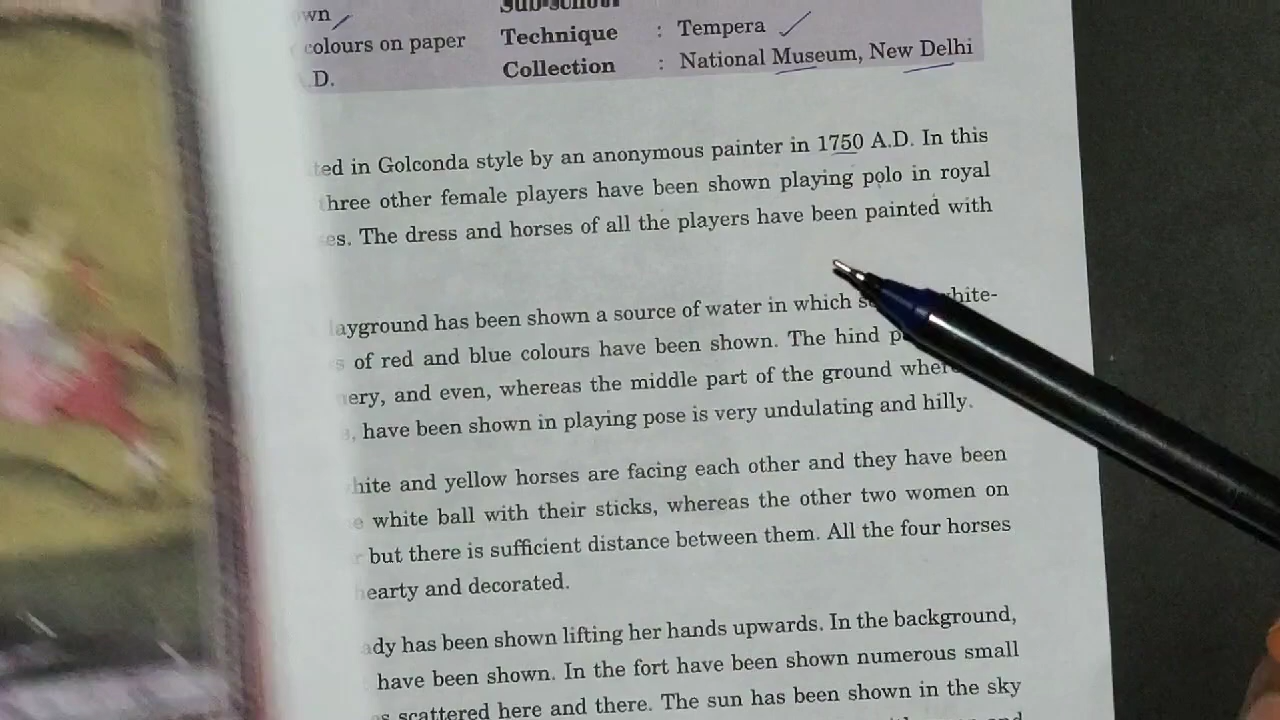 own
Sub-school
colours on paper Technique : Tempera
D. Collection : National Museum, New Delhi
ted in Golconda style by an anonymous painter in 1750 A.D. In this
hree other female players have been shown playing polo in royal
es. The dress and horses of all the players have been painted with
layground has been shown a source of water in which white-
s of red and blue colours have been shown. The hind
ery, and even, whereas the middle part of the ground where
, have been shown in playing pose is very undulating and hilly.
hite and yellow horses are facing each other and they have been
e white ball with their sticks, whereas the other two women on
r but there is sufficient distance between them. All the four horses
hearty and decorated.
ady has been shown lifting her hands upwards. In the background,
have been shown. In the fort have been shown numerous small
s scattered here and there. The sun has been shown in the sky